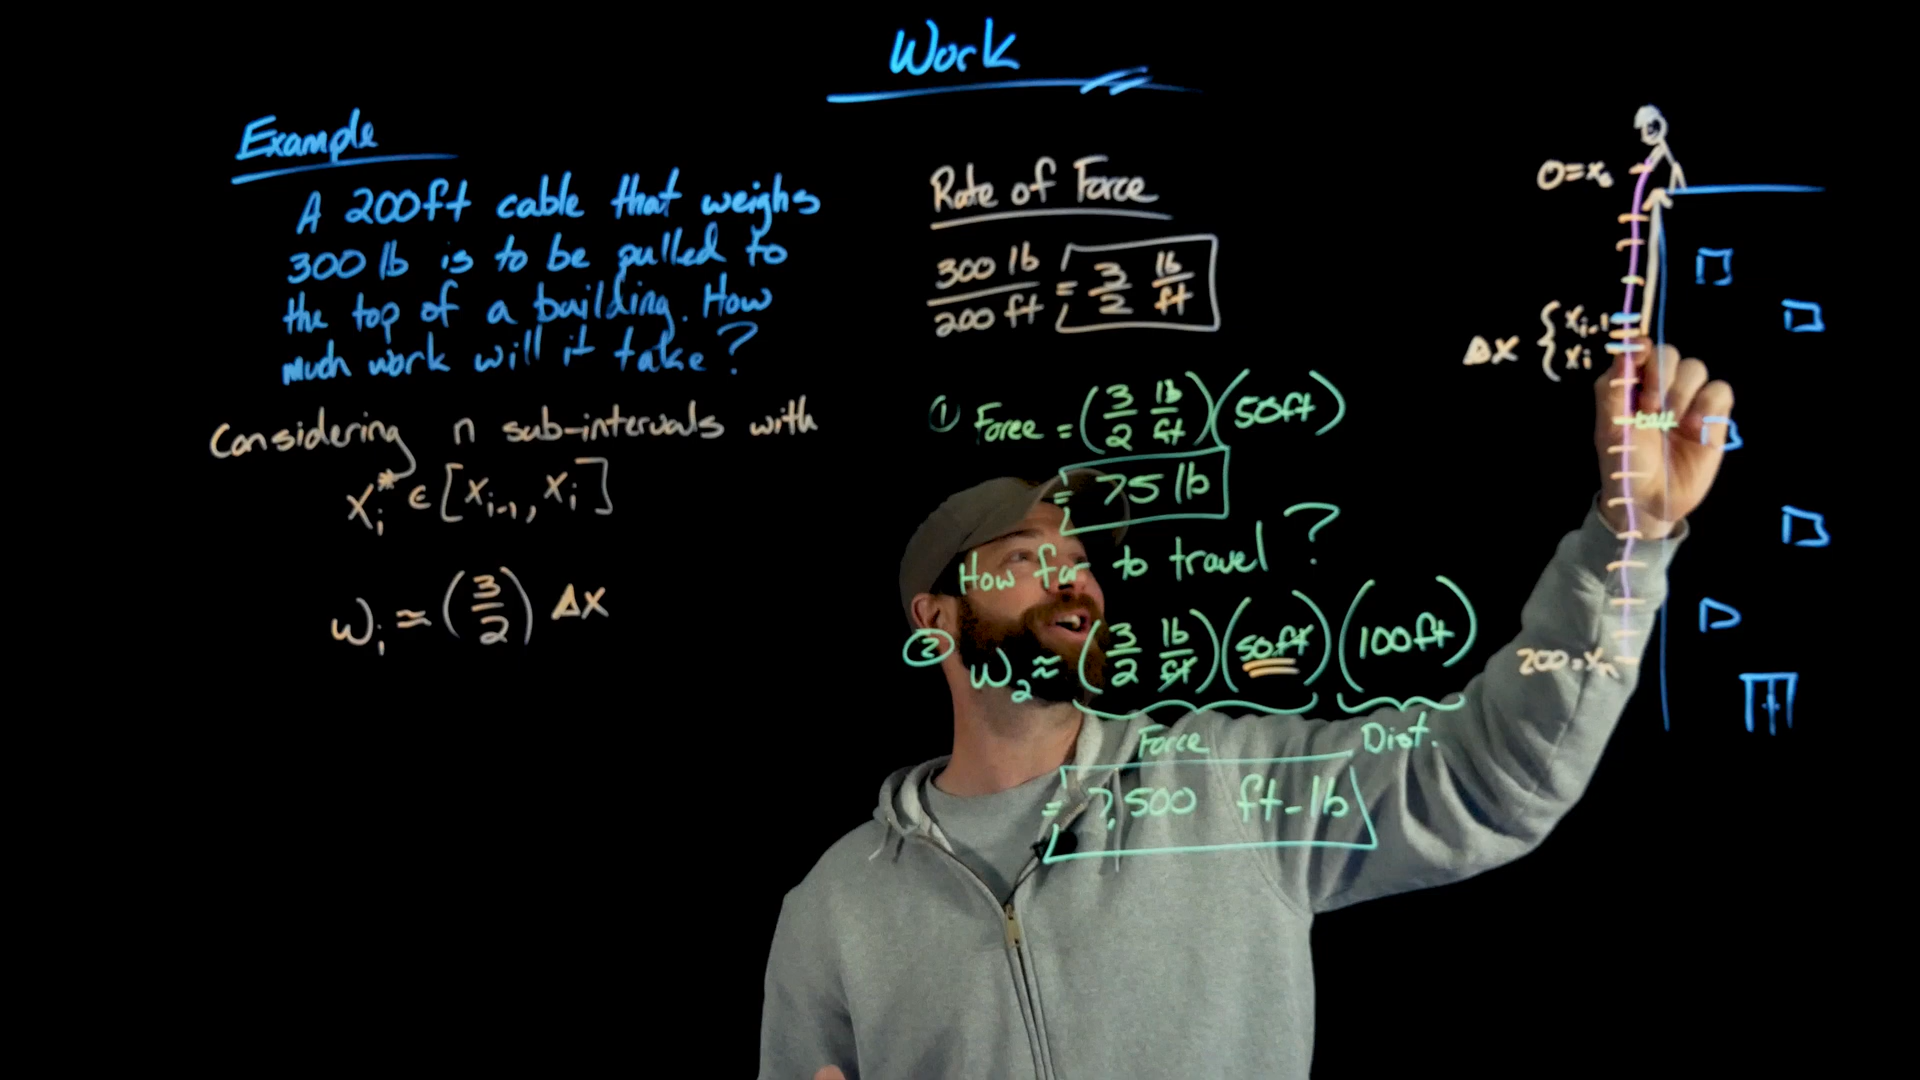 Work
Example
A 200ft cable that weighs
300 lb is to be pulled to
the top of a building. How
much work will it take?
Considering n sub-intervals with
xᵢ* ∈ [xᵢ₋₁, xᵢ]
Wᵢ ≈ (3/2) Δx
Rate of Force
300 lb / 200 ft = 3/2 lb/ft
① Force = (3/2 lb/ft)(50ft)
= 75 lb
How far to travel?
② W₂ ≈ (3/2 lb/ft)(50ft)(100ft)
Force Dist.
= 7,500 ft-lb
0=x₀
Δx { xᵢ₋₁
xᵢ
200=xₙ